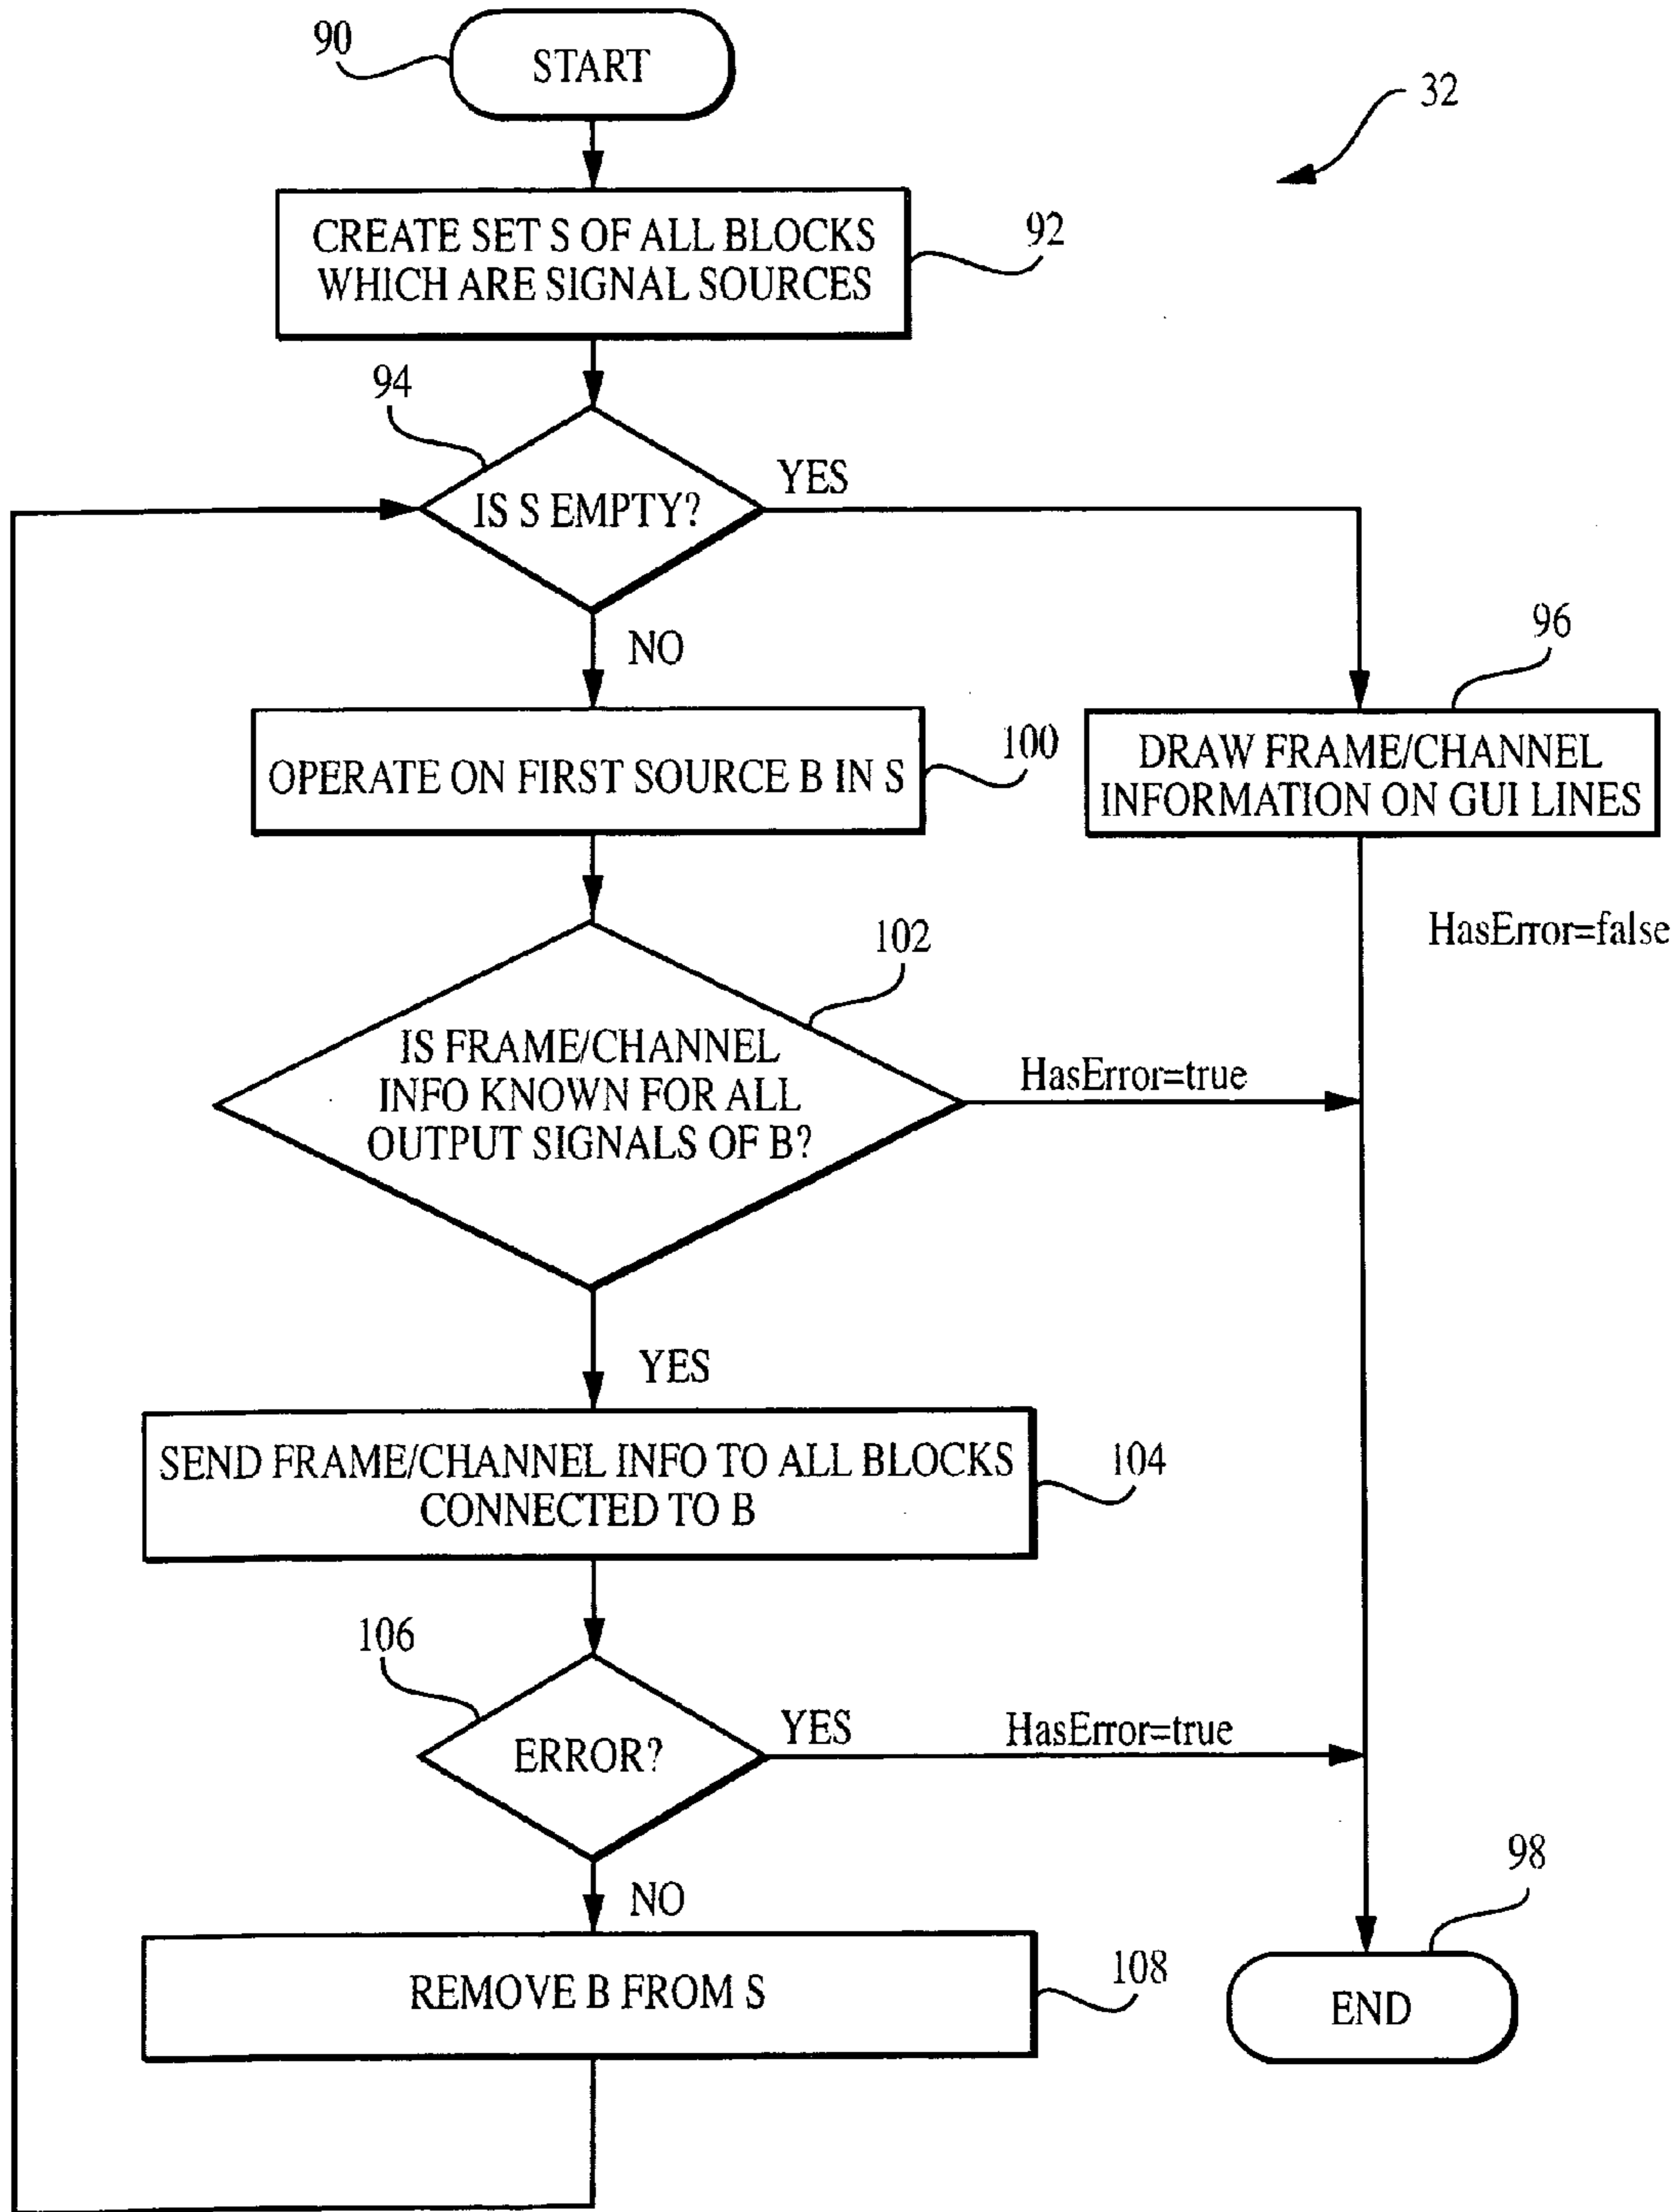 90
START
32
CREATE SET S OF ALL BLOCKS
WHICH ARE SIGNAL SOURCES
92
94
IS S EMPTY?
YES
NO
96
OPERATE ON FIRST SOURCE B IN S
100
DRAW FRAME/CHANNEL
INFORMATION ON GUI LINES
HasError=false
102
IS FRAME/CHANNEL
INFO KNOWN FOR ALL
OUTPUT SIGNALS OF B?
HasError=true
YES
SEND FRAME/CHANNEL INFO TO ALL BLOCKS
CONNECTED TO B
104
106
ERROR?
YES
HasError=true
NO
98
REMOVE B FROM S
108
END